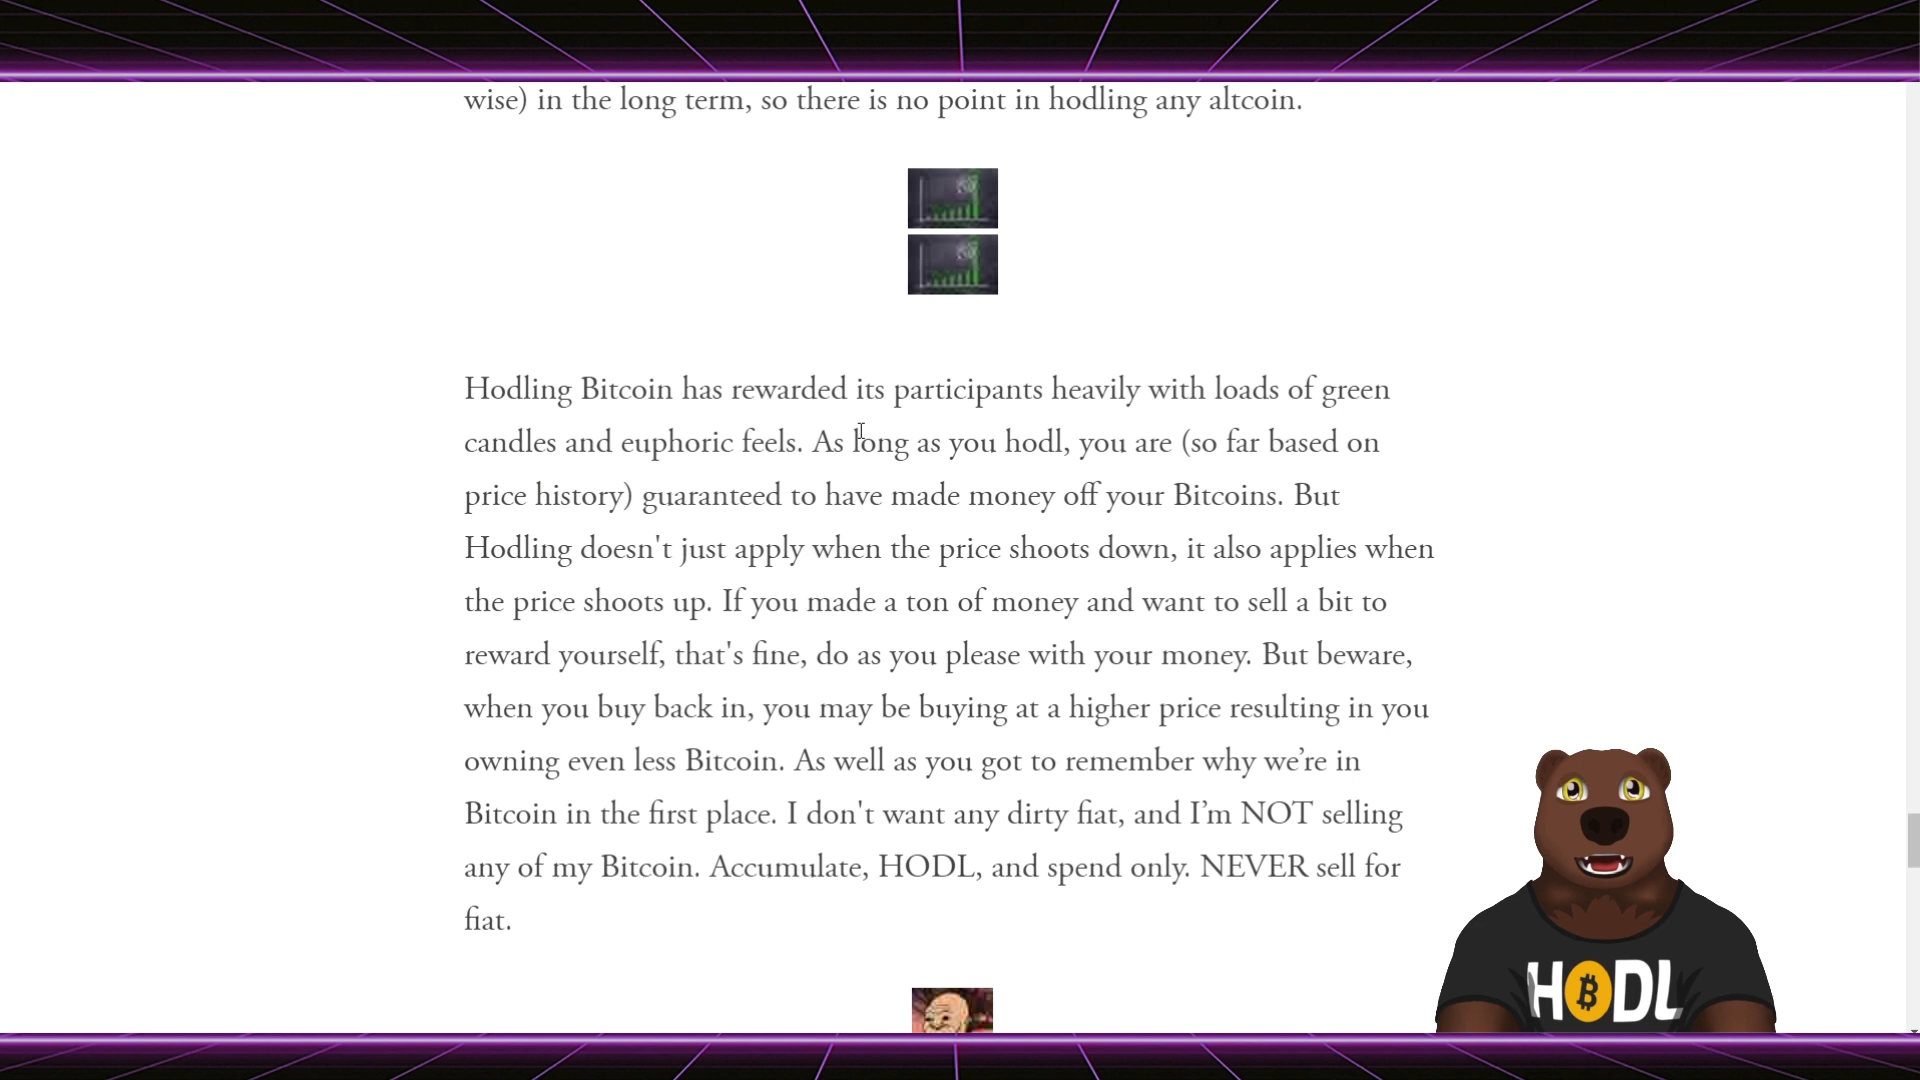 wise) in the long term, so there is no point in hodling any altcoin.
Hodling Bitcoin has rewarded its participants heavily with loads of green
candles and euphoric feels. As long as you hodl, you are (so far based on
price history) guaranteed to have made money off your Bitcoins. But
Hodling doesn't just apply when the price shoots down, it also applies when
the price shoots up. If you made a ton of money and want to sell a bit to
reward yourself, that's fine, do as you please with your money. But beware,
when you buy back in, you may be buying at a higher price resulting in you
owning even less Bitcoin. As well as you got to remember why we’re in
Bitcoin in the first place. I don't want any dirty fiat, and I’m NOT selling
any of my Bitcoin. Accumulate, HODL, and spend only. NEVER sell for
fiat.
HODL